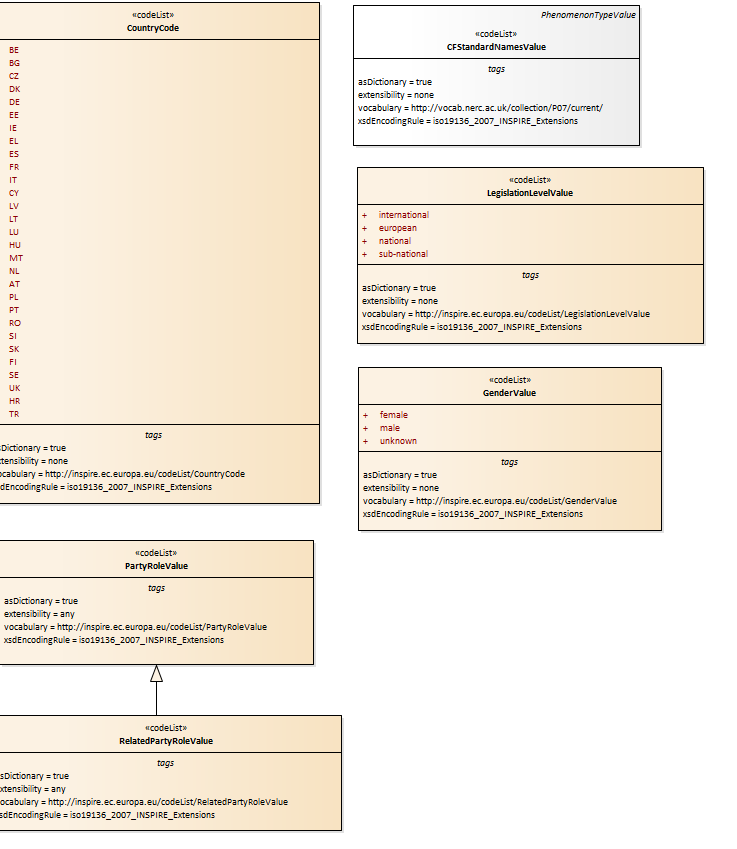 «codeList»
CountryCode
BE
BG
CZ
DK
DE
EE
IE
EL
ES
FR
IT
CY
LV
LT
LU
HU
MT
NL
AT
PL
PT
RO
SI
SK
FI
SE
UK
HR
TR
tags
sDictionary = true
tensibility = none
ocabulary = http://inspire.ec.europa.eu/codeList/CountryCode
sdEncodingRule = iso19136_2007_INSPIRE_Extensions
PhenomenonTypeValue
«codeList»
CFStandardNamesValue
tags
asDictionary = true
extensibility = none
vocabulary = http://vocab.nerc.ac.uk/collection/P07/current/
xsdEncodingRule = iso19136_2007_INSPIRE_Extensions
«codeList»
LegislationLevelValue
+ international
+ european
+ national
+ sub-national
tags
asDictionary = true
extensibility = none
vocabulary = http://inspire.ec.europa.eu/codeList/LegislationLevelValue
xsdEncodingRule = iso19136_2007_INSPIRE_Extensions
«codeList»
GenderValue
+ female
+ male
+ unknown
tags
asDictionary = true
extensibility = none
vocabulary = http://inspire.ec.europa.eu/codeList/GenderValue
xsdEncodingRule = iso19136_2007_INSPIRE_Extensions
«codeList»
PartyRoleValue
tags
asDictionary = true
extensibility = any
vocabulary = http://inspire.ec.europa.eu/codeList/PartyRoleValue
xsdEncodingRule = iso19136_2007_INSPIRE_Extensions
«codeList»
RelatedPartyRoleValue
tags
sDictionary = true
xtensibility = any
ocabulary = http://inspire.ec.europa.eu/codeList/RelatedPartyRoleValue
sdEncodingRule = iso19136_2007_INSPIRE_Extensions